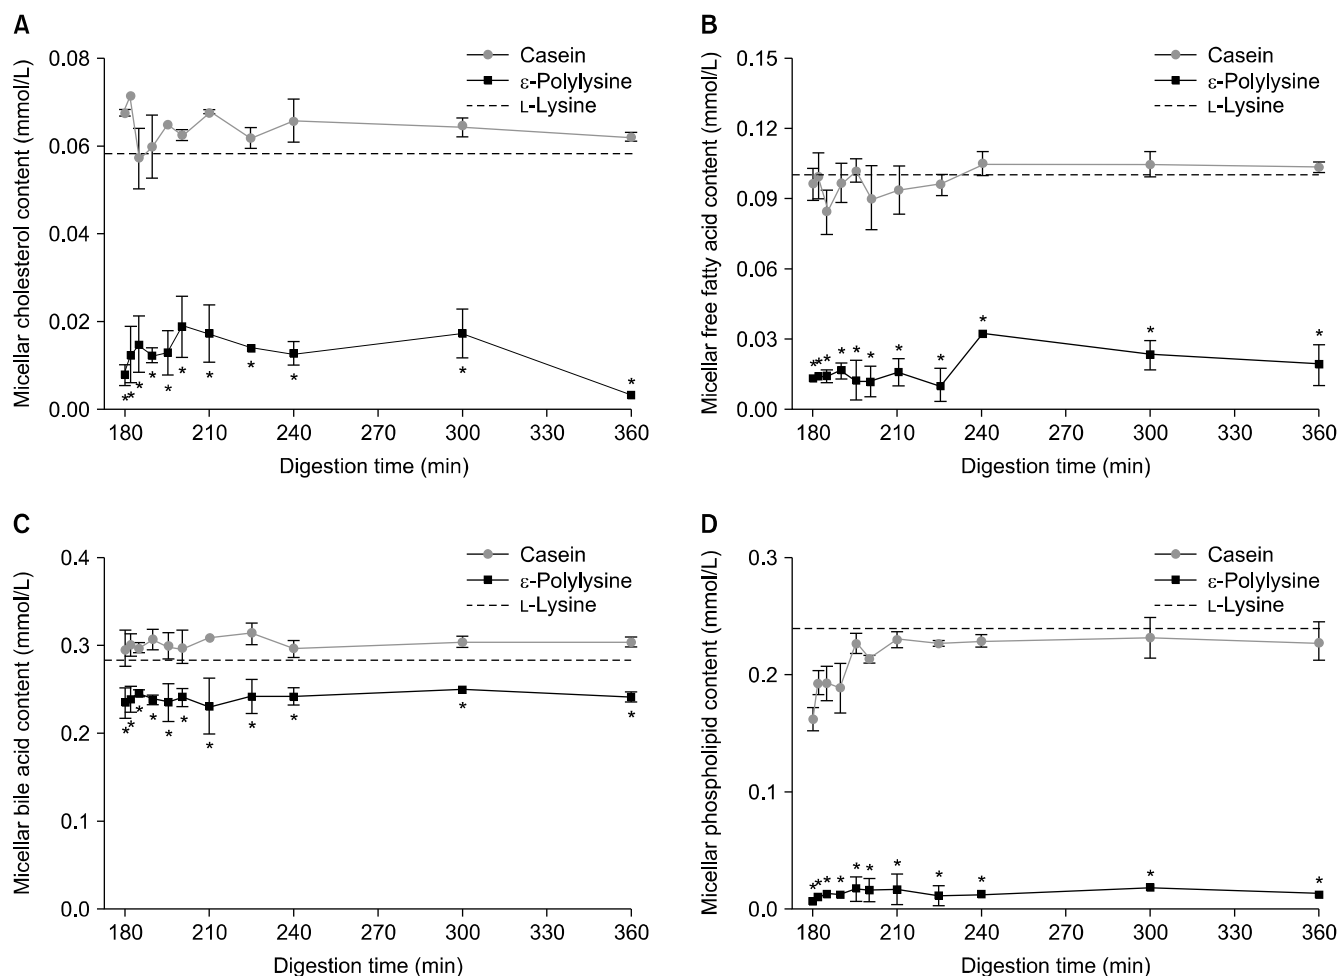 A
Micellar cholesterol content (mmol/L)
0.08
0.06
0.04
0.02
0.00
Casein
ε-Polylysine
L-Lysine
* * * * * * * * * * *
180 210 240 270 300 330 360
Digestion time (min)
B
Micellar free fatty acid content (mmol/L)
0.15
0.12
0.09
0.06
0.03
0.00
Casein
ε-Polylysine
L-Lysine
* * * * * * * * * * *
180 210 240 270 300 330 360
Digestion time (min)
C
Micellar bile acid content (mmol/L)
0.4
0.3
0.2
0.1
0.0
Casein
ε-Polylysine
L-Lysine
* * * * * * * * * * *
180 210 240 270 300 330 360
Digestion time (min)
D
Micellar phospholipid content (mmol/L)
0.3
0.2
0.1
0.0
Casein
ε-Polylysine
L-Lysine
* * * * * * * * * * *
180 210 240 270 300 330 360
Digestion time (min)